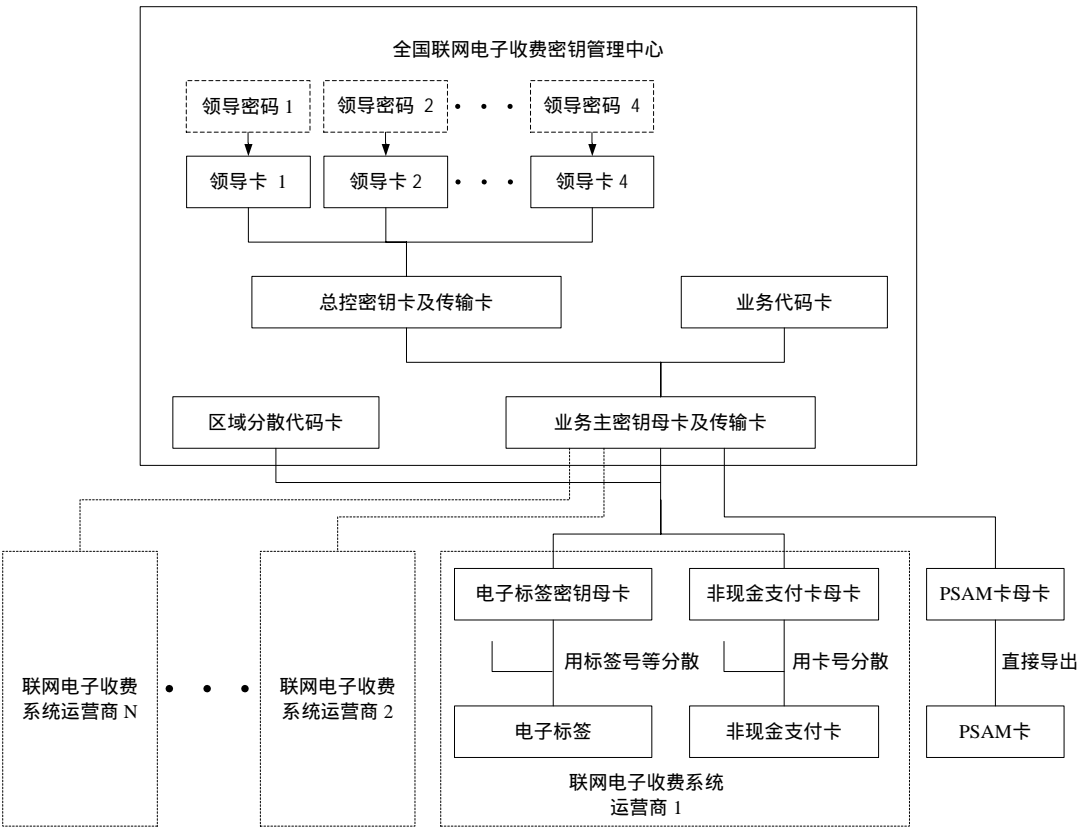 全国联网电子收费密钥管理中心
领导密码 1
领导密码 2
领导密码 4
领导卡 1
领导卡 2
领导卡 4
总控密钥卡及传输卡
业务代码卡
区域分散代码卡
业务主密钥母卡及传输卡
电子标签密钥母卡
非现金支付卡母卡
PSAM卡母卡
用标签号等分散
用卡号分散
直接导出
联网电子收费
系统运营商 N
联网电子收费
系统运营商 2
电子标签
非现金支付卡
PSAM卡
联网电子收费系统
运营商 1